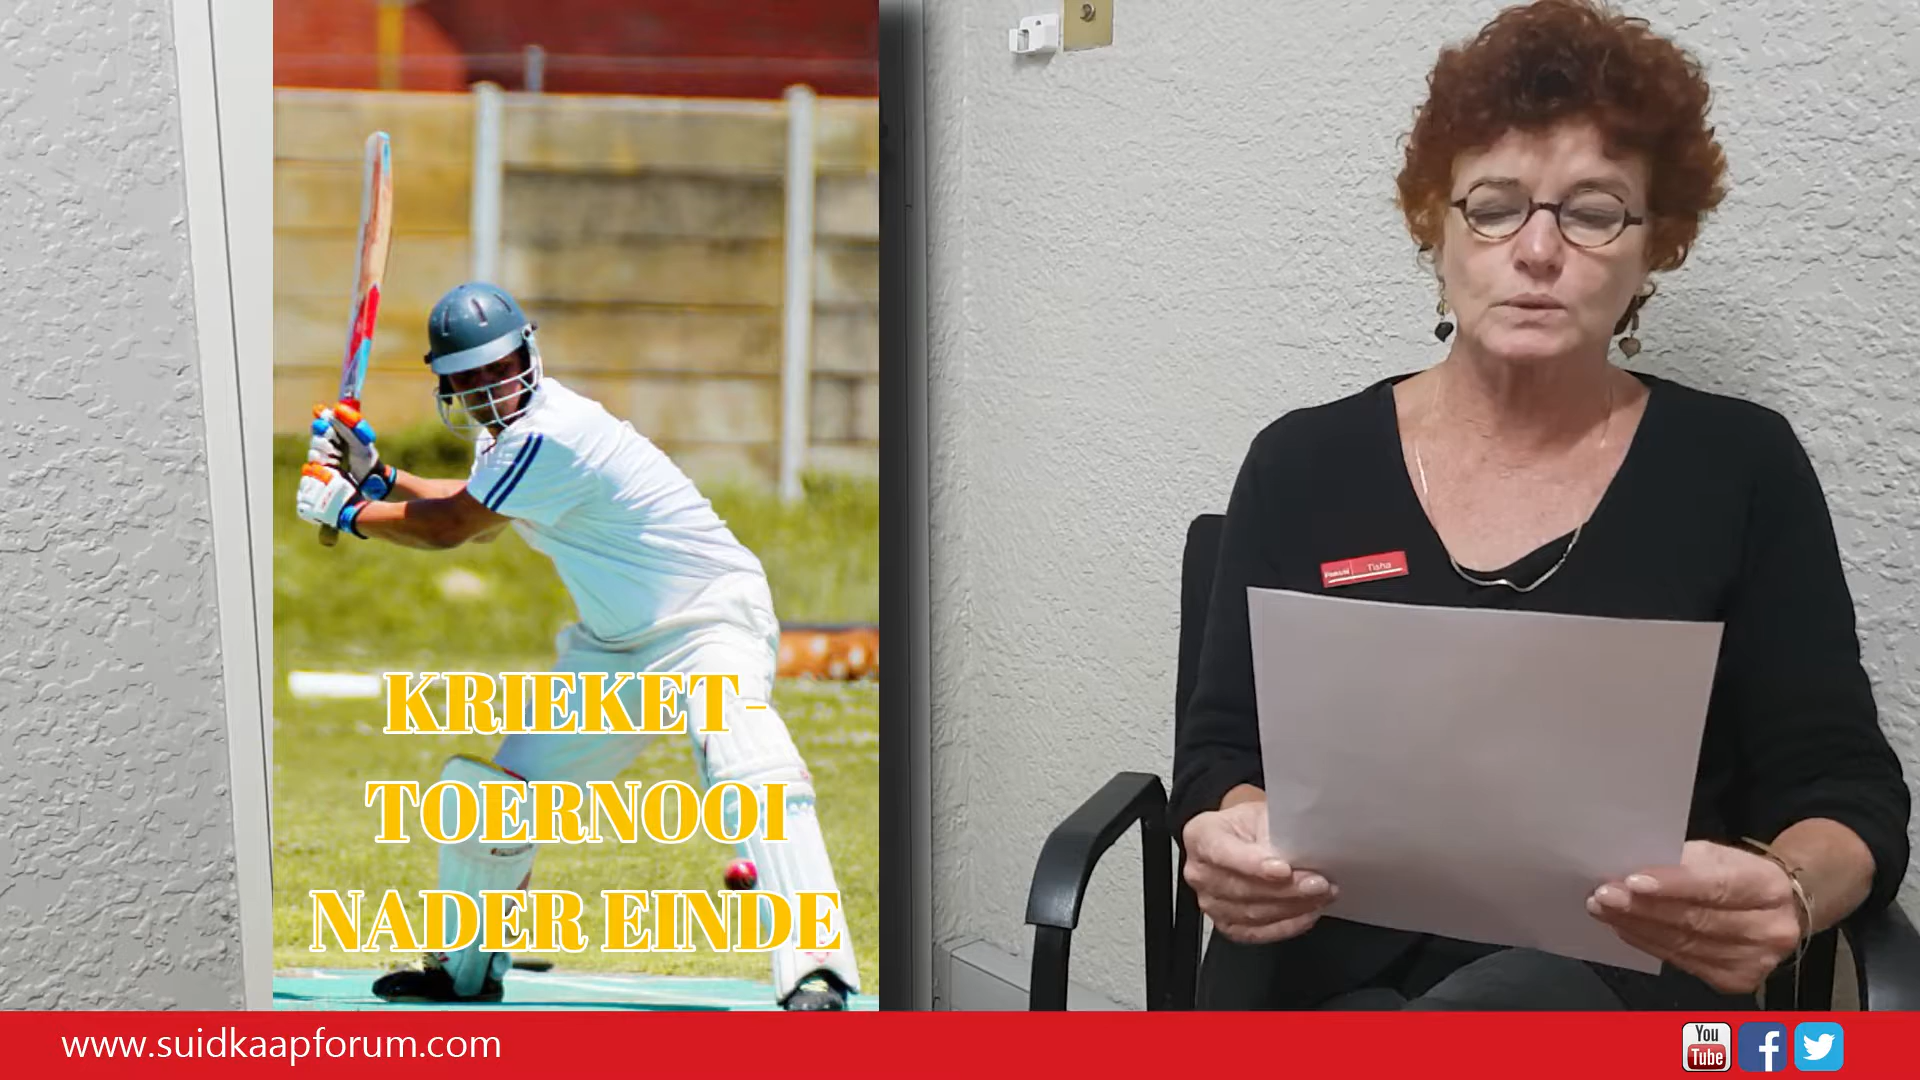 KRIEKET-
TOERNOOI
NADER EINDE
Tisha
www.suidkaapforum.com
You
Tube